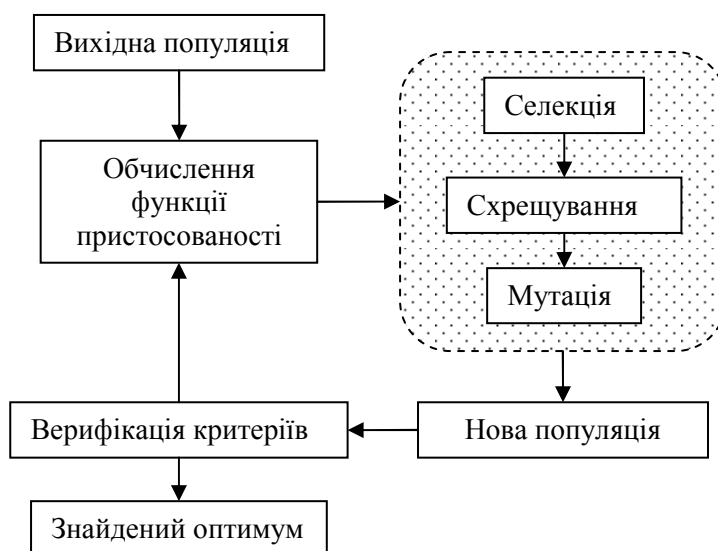 Вихідна популяція
Обчислення
функції
пристосованості
Селекція
Схрещування
Мутація
Верифікація критеріїв
Нова популяція
Знайдений оптимум